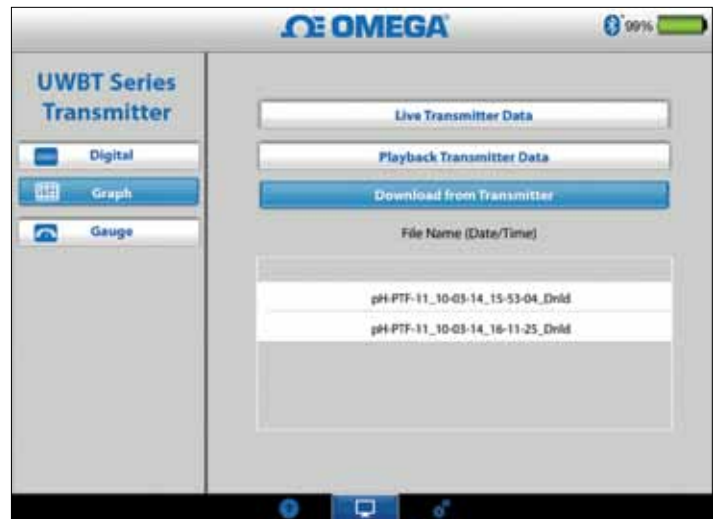 OMEGA
99%
UWBT Series
Transmitter
Digital
Graph
Gauge
Live Transmitter Data
Playback Transmitter Data
Download from Transmitter
File Name (Date/Time)
pH-PTF-11_10-03-14_15-53-04_Dnld
pH-PTF-11_10-03-14_16-11-25_Dnld